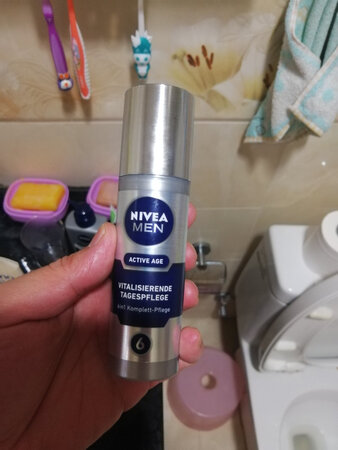 NIVEA
MEN
ACTIVE AGE
VITALISIERENDE
TAGESPFLEGE
6in1 Komplett-Pflege
6